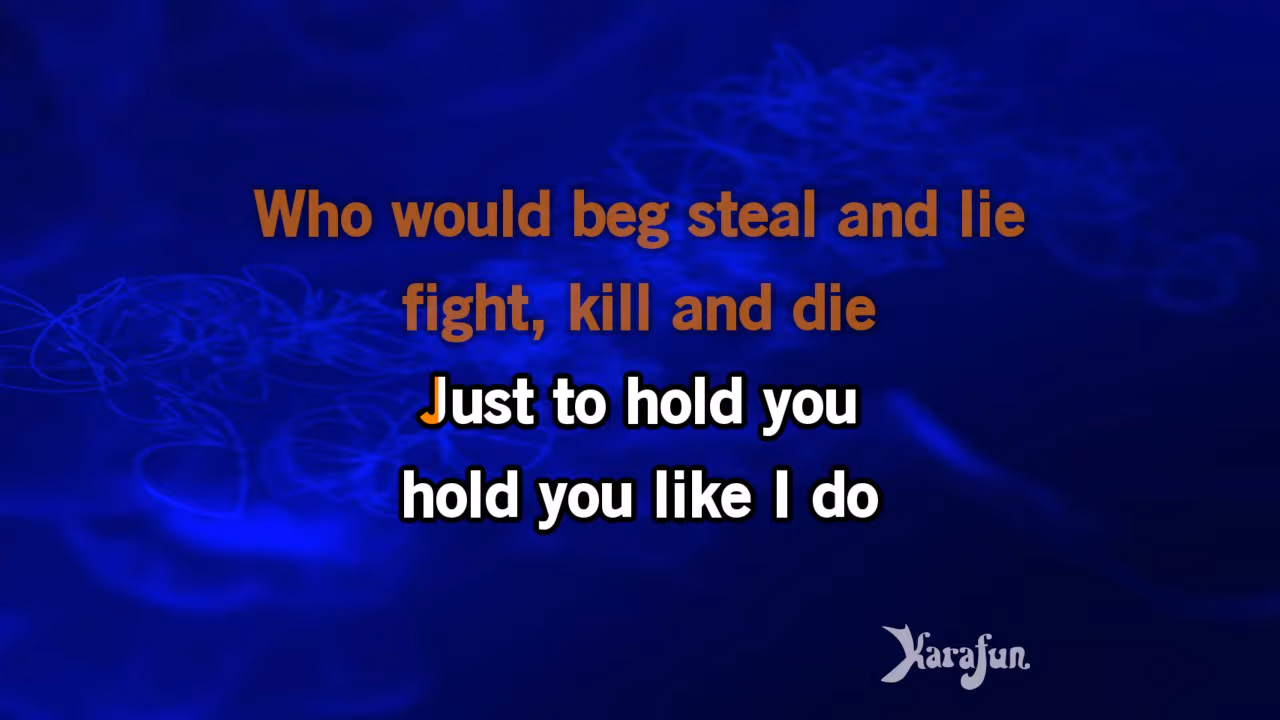 Who would beg steal and lie
fight, kill and die
Just to hold you
hold you like I do
Karafun